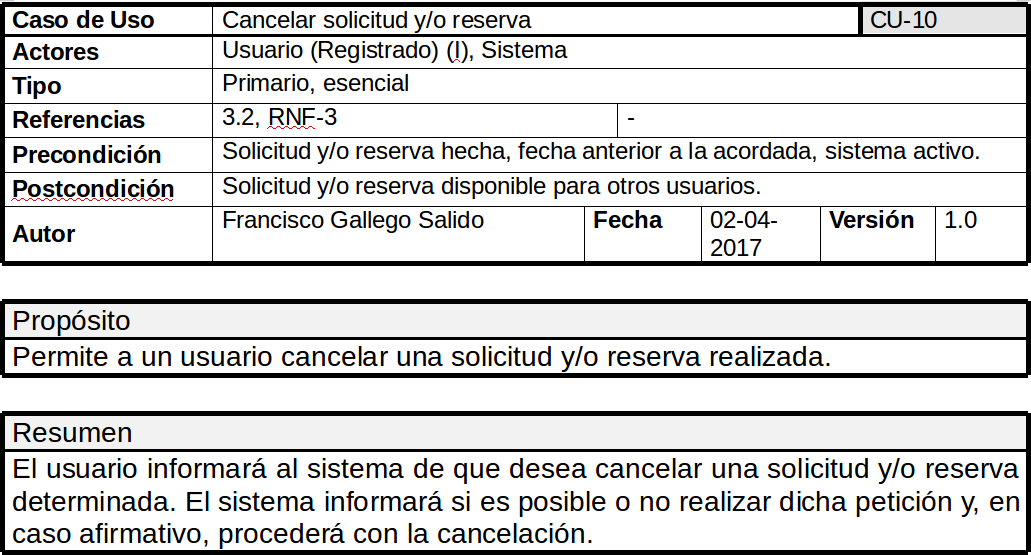 Caso de Uso Cancelar solicitud y/o reserva CU-10
Actores Usuario (Registrado) (I), Sistema
Tipo Primario, esencial
Referencias 3.2, RNF-3 -
Precondición Solicitud y/o reserva hecha, fecha anterior a la acordada, sistema activo.
Postcondición Solicitud y/o reserva disponible para otros usuarios.
Autor Francisco Gallego Salido Fecha 02-04-
2017 Versión 1.0
Propósito
Permite a un usuario cancelar una solicitud y/o reserva realizada.
Resumen
El usuario informará al sistema de que desea cancelar una solicitud y/o reserva
determinada. El sistema informará si es posible o no realizar dicha petición y, en
caso afirmativo, procederá con la cancelación.